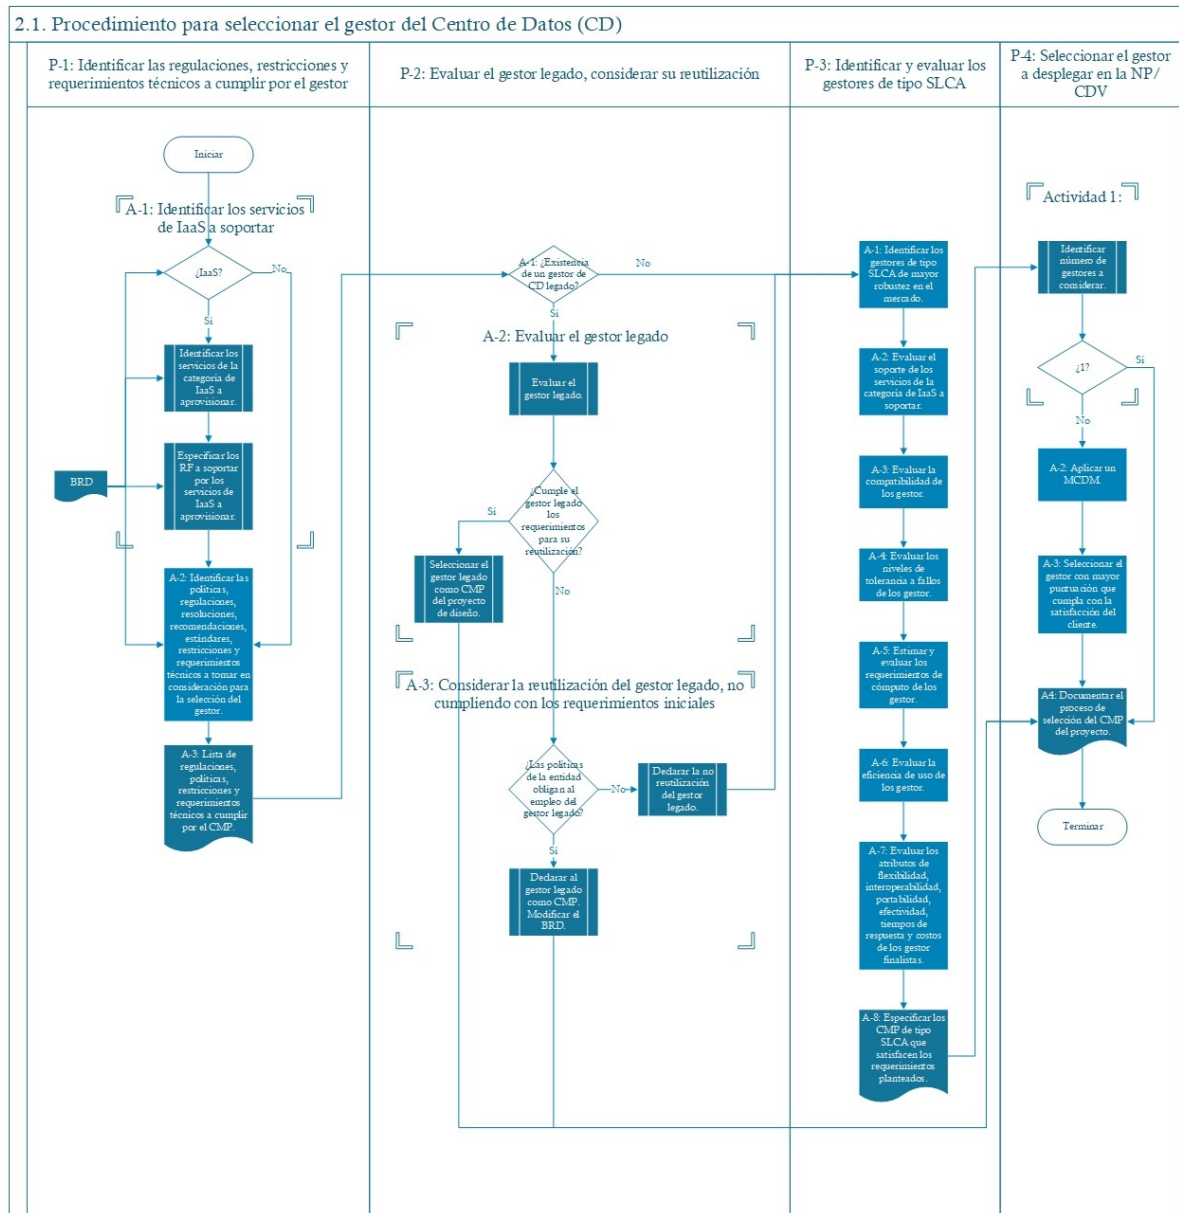 2.1. Procedimiento para seleccionar el gestor del Centro de Datos (CD)
P-1: Identificar las regulaciones, restricciones y
requerimientos técnicos a cumplir por el gestor
P-2: Evaluar el gestor legado, considerar su reutilización
P-3: Identificar y evaluar los
gestores de tipo SLCA
P-4: Seleccionar el gestor
a desplegar en la NP/
CDV
Iniciar
A-1: Identificar los servicios
de IaaS a soportar
¿IaaS?
No
Sí
Identificar los
servicios de la
categoría de
IaaS a
aprovisionar.
Especificar los
RF a soportar
por los
servicios de
IaaS a
aprovisionar.
BRD
A-2: Identificar las
políticas,
regulaciones,
resoluciones,
recomendaciones,
estándares,
restricciones y
requerimientos
técnicos a tomar en
consideración para
la selección del
gestor.
A-3: Lista de
regulaciones,
políticas,
restricciones y
requerimientos
técnicos a cumplir
por el CMP.
A-1: ¿Existencia
de un gestor de
CD legado?
No
Sí
A-2: Evaluar el gestor legado
Evaluar el
gestor legado.
¿Cumple el
gestor legado
los
requerimientos
para su
reutilización?
Sí
No
Seleccionar el
gestor legado
como CMP
del proyecto
de diseño.
A-3: Considerar la reutilización del gestor legado, no
cumpliendo con los requerimientos iniciales
¿Las políticas
de la entidad
obligan al
empleo del
gestor legado?
No
Declarar la no
reutilización
del gestor
legado.
Sí
Declarar al
gestor legado
como CMP.
Modificar el
BRD.
A-1: Identificar los
gestores de tipo
SLCA de mayor
robustez en el
mercado.
A-2: Evaluar el
soporte de los
servicios de la
categoría de IaaS a
soportar.
A-3: Evaluar la
compatibilidad de
los gestor.
A-4: Evaluar los
niveles de
tolerancia a fallos
de los gestor.
A-5: Estimar y
evaluar los
requerimientos de
cómputo de los
gestor.
A-6: Evaluar la
eficiencia de uso de
los gestor.
A-7: Evaluar los
atributos de
flexibilidad,
interoperabilidad,
portabilidad,
efectividad,
tiempos de
respuesta y costos
de los gestor
finalistas.
A-8: Especificar los
CMP de tipo
SLCA que
satisfacen los
requerimientos
planteados.
Actividad 1:
Identificar
número de
gestores a
considerar.
¿1?
Sí
No
A-2: Aplicar un
MCDM.
A-3: Seleccionar el
gestor con mayor
puntuación que
cumpla con la
satisfacción del
cliente.
A4: Documentar el
proceso de
selección del CMP
del proyecto.
Terminar